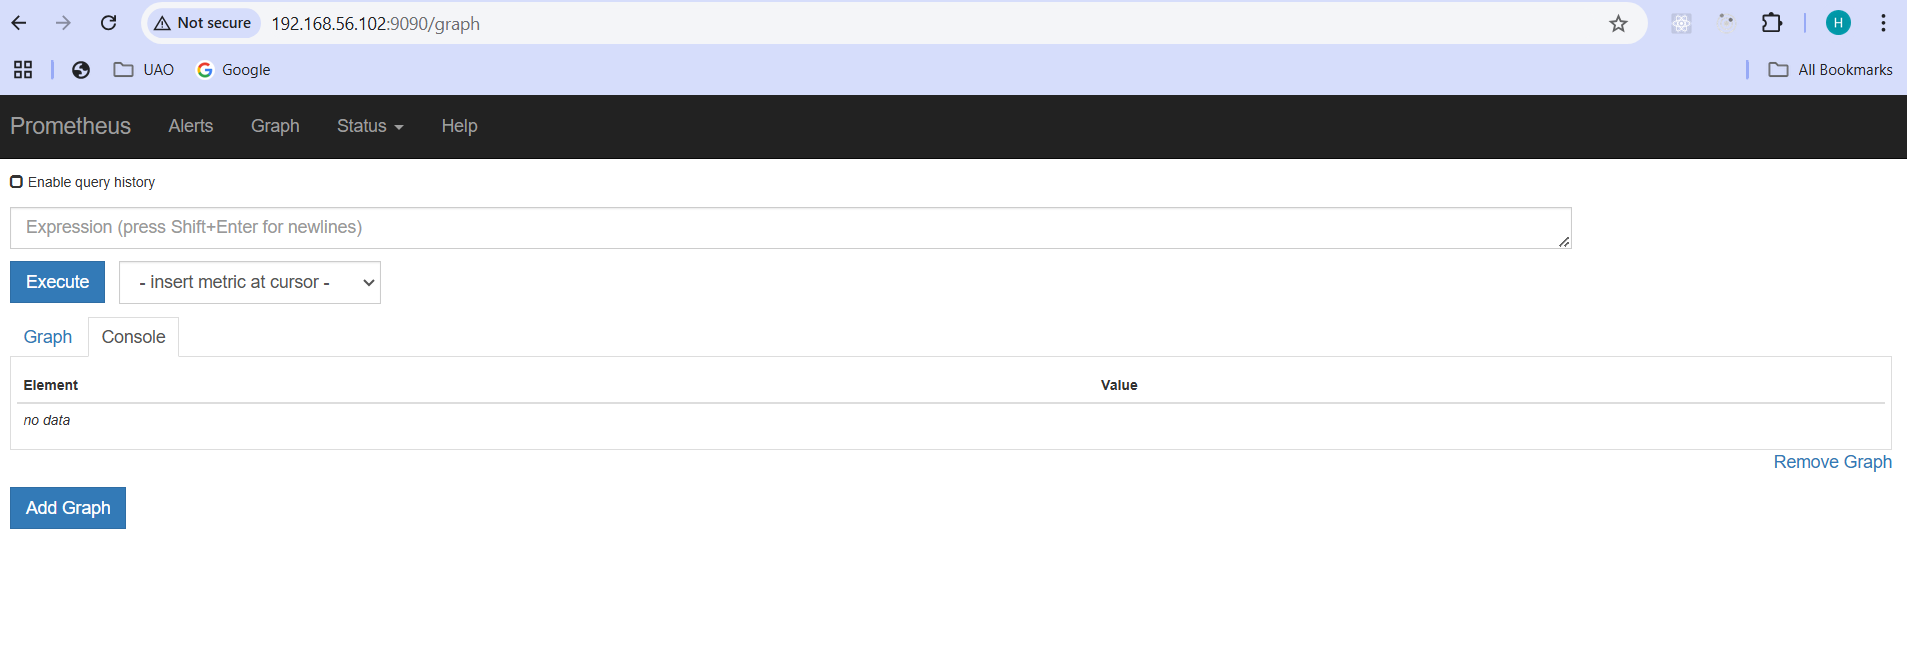 Not secure 192.168.56.102:9090/graph H
UAO Google All Bookmarks
Prometheus Alerts Graph Status Help
Enable query history
Expression (press Shift+Enter for newlines)
Execute - insert metric at cursor -
Graph Console
Element Value
no data
Remove Graph
Add Graph